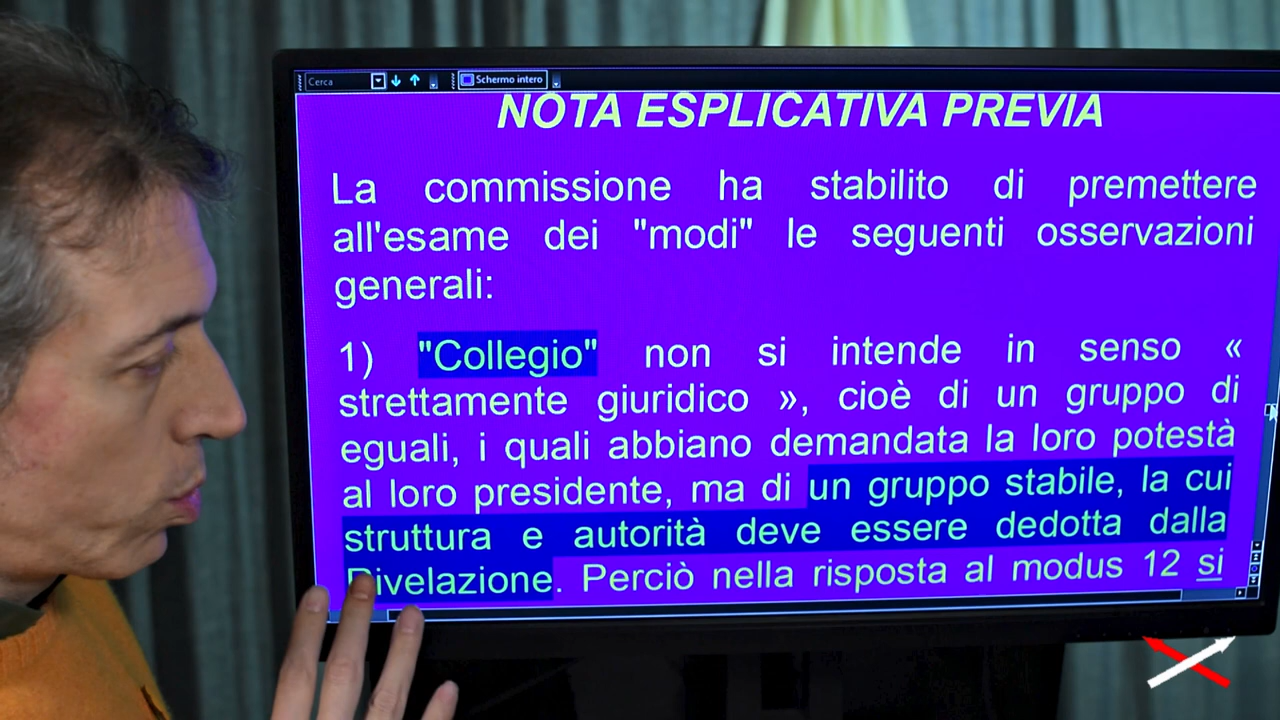 Cerca
Schermo intero
NOTA ESPLICATIVA PREVIA
La commissione ha stabilito di premettere
all'esame dei "modi" le seguenti osservazioni
generali:
1) "Collegio" non si intende in senso «
strettamente giuridico », cioè di un gruppo di
eguali, i quali abbiano demandata la loro potestà
al loro presidente, ma di un gruppo stabile, la cui
struttura e autorità deve essere dedotta dalla
Rivelazione. Perciò nella risposta al modus 12 si